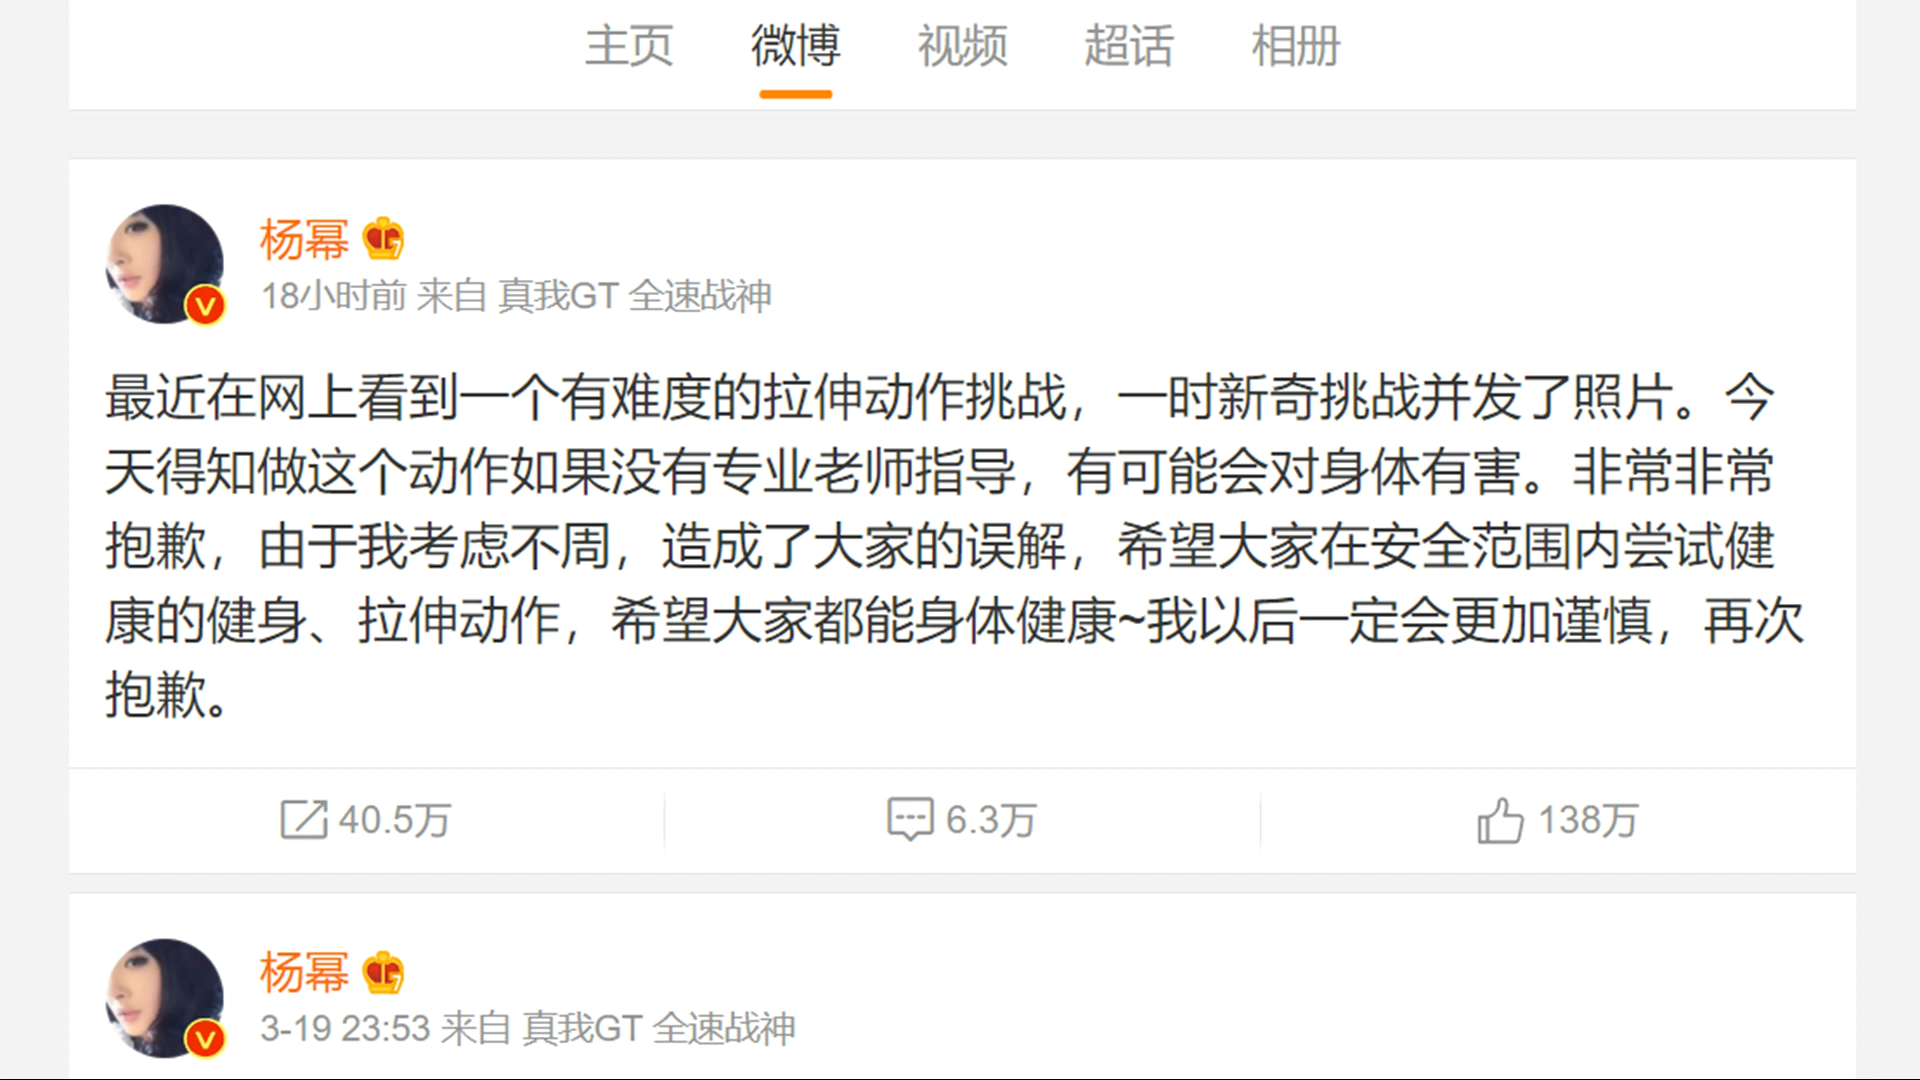 主页 微博 视频 超话 相册
杨幂
18小时前 来自 真我GT 全速战神
最近在网上看到一个有难度的拉伸动作挑战，一时新奇挑战并发了照片。今
天得知做这个动作如果没有专业老师指导，有可能会对身体有害。非常非常
抱歉，由于我考虑不周，造成了大家的误解，希望大家在安全范围内尝试健
康的健身、拉伸动作，希望大家都能身体健康~我以后一定会更加谨慎，再次
抱歉。
40.5万 6.3万 138万
杨幂
3-19 23:53 来自 真我GT 全速战神